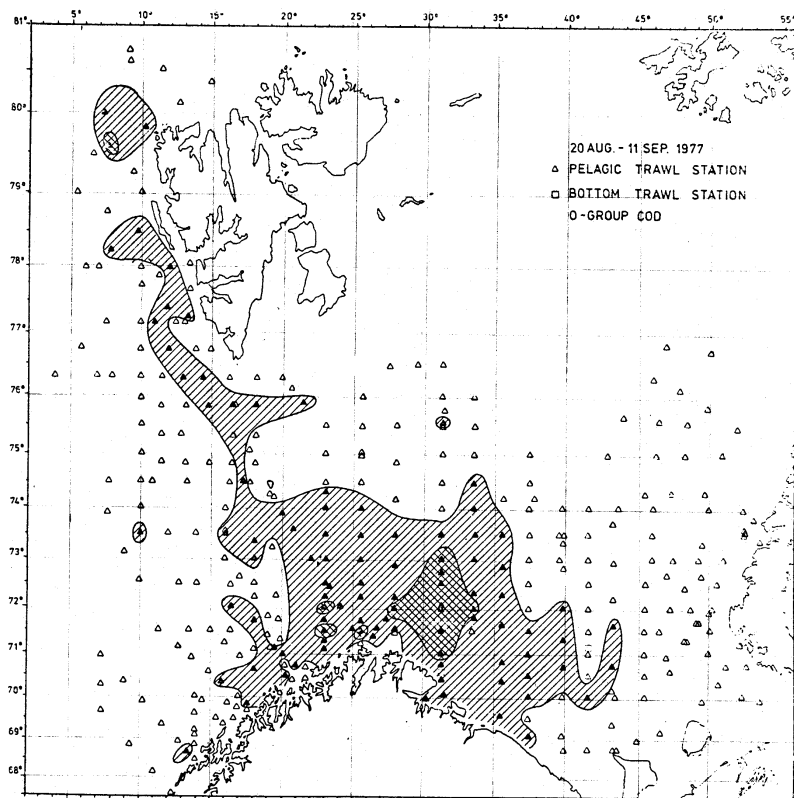 5° 10° 15° 20° 25° 30° 35° 40° 45° 50° 55°
81°
80°
20 AUG. - 11 SEP. 1977
△ PELAGIC TRAWL STATION
79°
□ BOTTOM TRAWL STATION
0-GROUP COD
78°
77°
76°
75°
74°
73°
72°
71°
70°
69°
68°